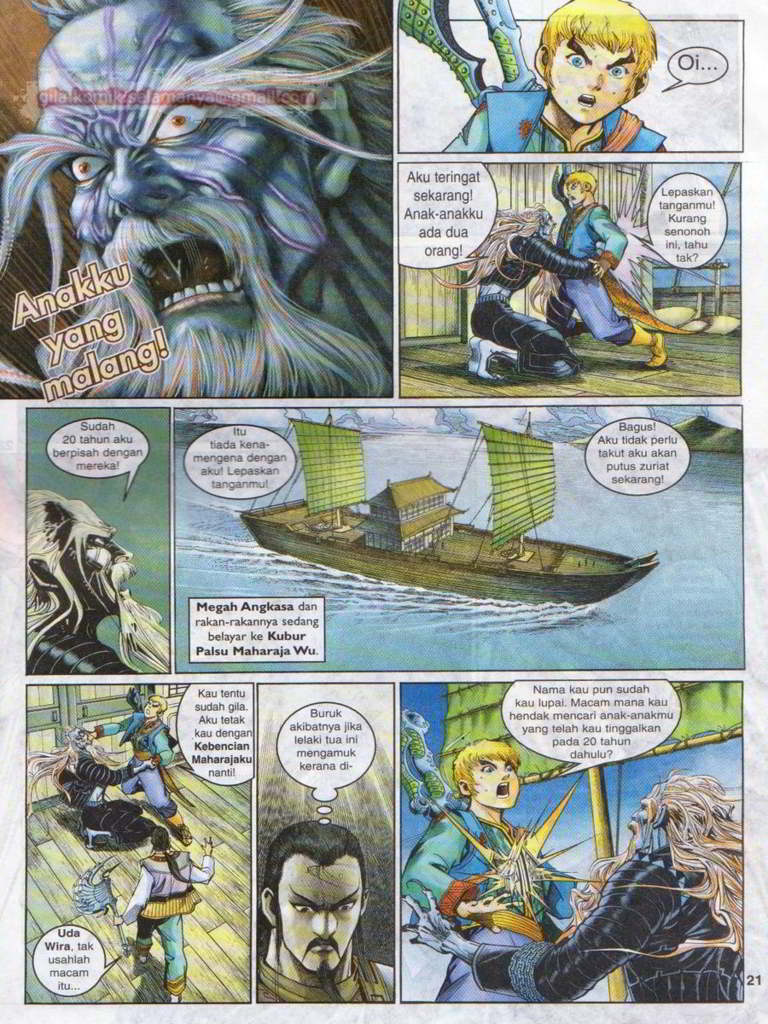 gilakomikselamanya@gmail.com
Anakku
yang
malang!
Oi...
Aku teringat
sekarang!
Anak-anakku
ada dua
orang!
Lepaskan
tanganmu!
Kurang
senonoh
ini, tahu
tak?
Sudah
20 tahun aku
berpisah dengan
mereka!
Itu
tiada kena-
mengena dengan
aku! Lepaskan
tanganmu!
Bagus!
Aku tidak perlu
takut aku akan
putus zuriat
sekarang!
Megah Angkasa dan
rakan-rakannya sedang
belayar ke Kubur
Palsu Maharaja Wu.
Kau tentu
sudah gila.
Aku tetak
kau dengan
Kebencian
Maharajaku
nanti!
Uda
Wira, tak
usahlah
macam
itu...
Buruk
akibatnya jika
lelaki tua ini
mengamuk
kerana di-
Nama kau pun sudah
kau lupai. Macam mana kau
hendak mencari anak-anakmu
yang telah kau tinggalkan
pada 20 tahun
dahulu?
21